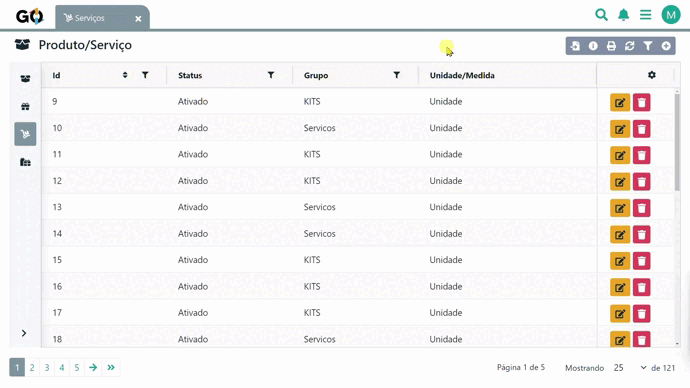 GO Serviços × M
Produto/Serviço
Id Status Grupo Unidade/Medida
9 Ativado KITS Unidade
10 Ativado Servicos Unidade
11 Ativado KITS Unidade
12 Ativado KITS Unidade
13 Ativado Servicos Unidade
14 Ativado Servicos Unidade
15 Ativado KITS Unidade
16 Ativado KITS Unidade
17 Ativado KITS Unidade
18 Ativado Servicos Unidade
1 2 3 4 5 Página 1 de 5 Mostrando 25 de 121